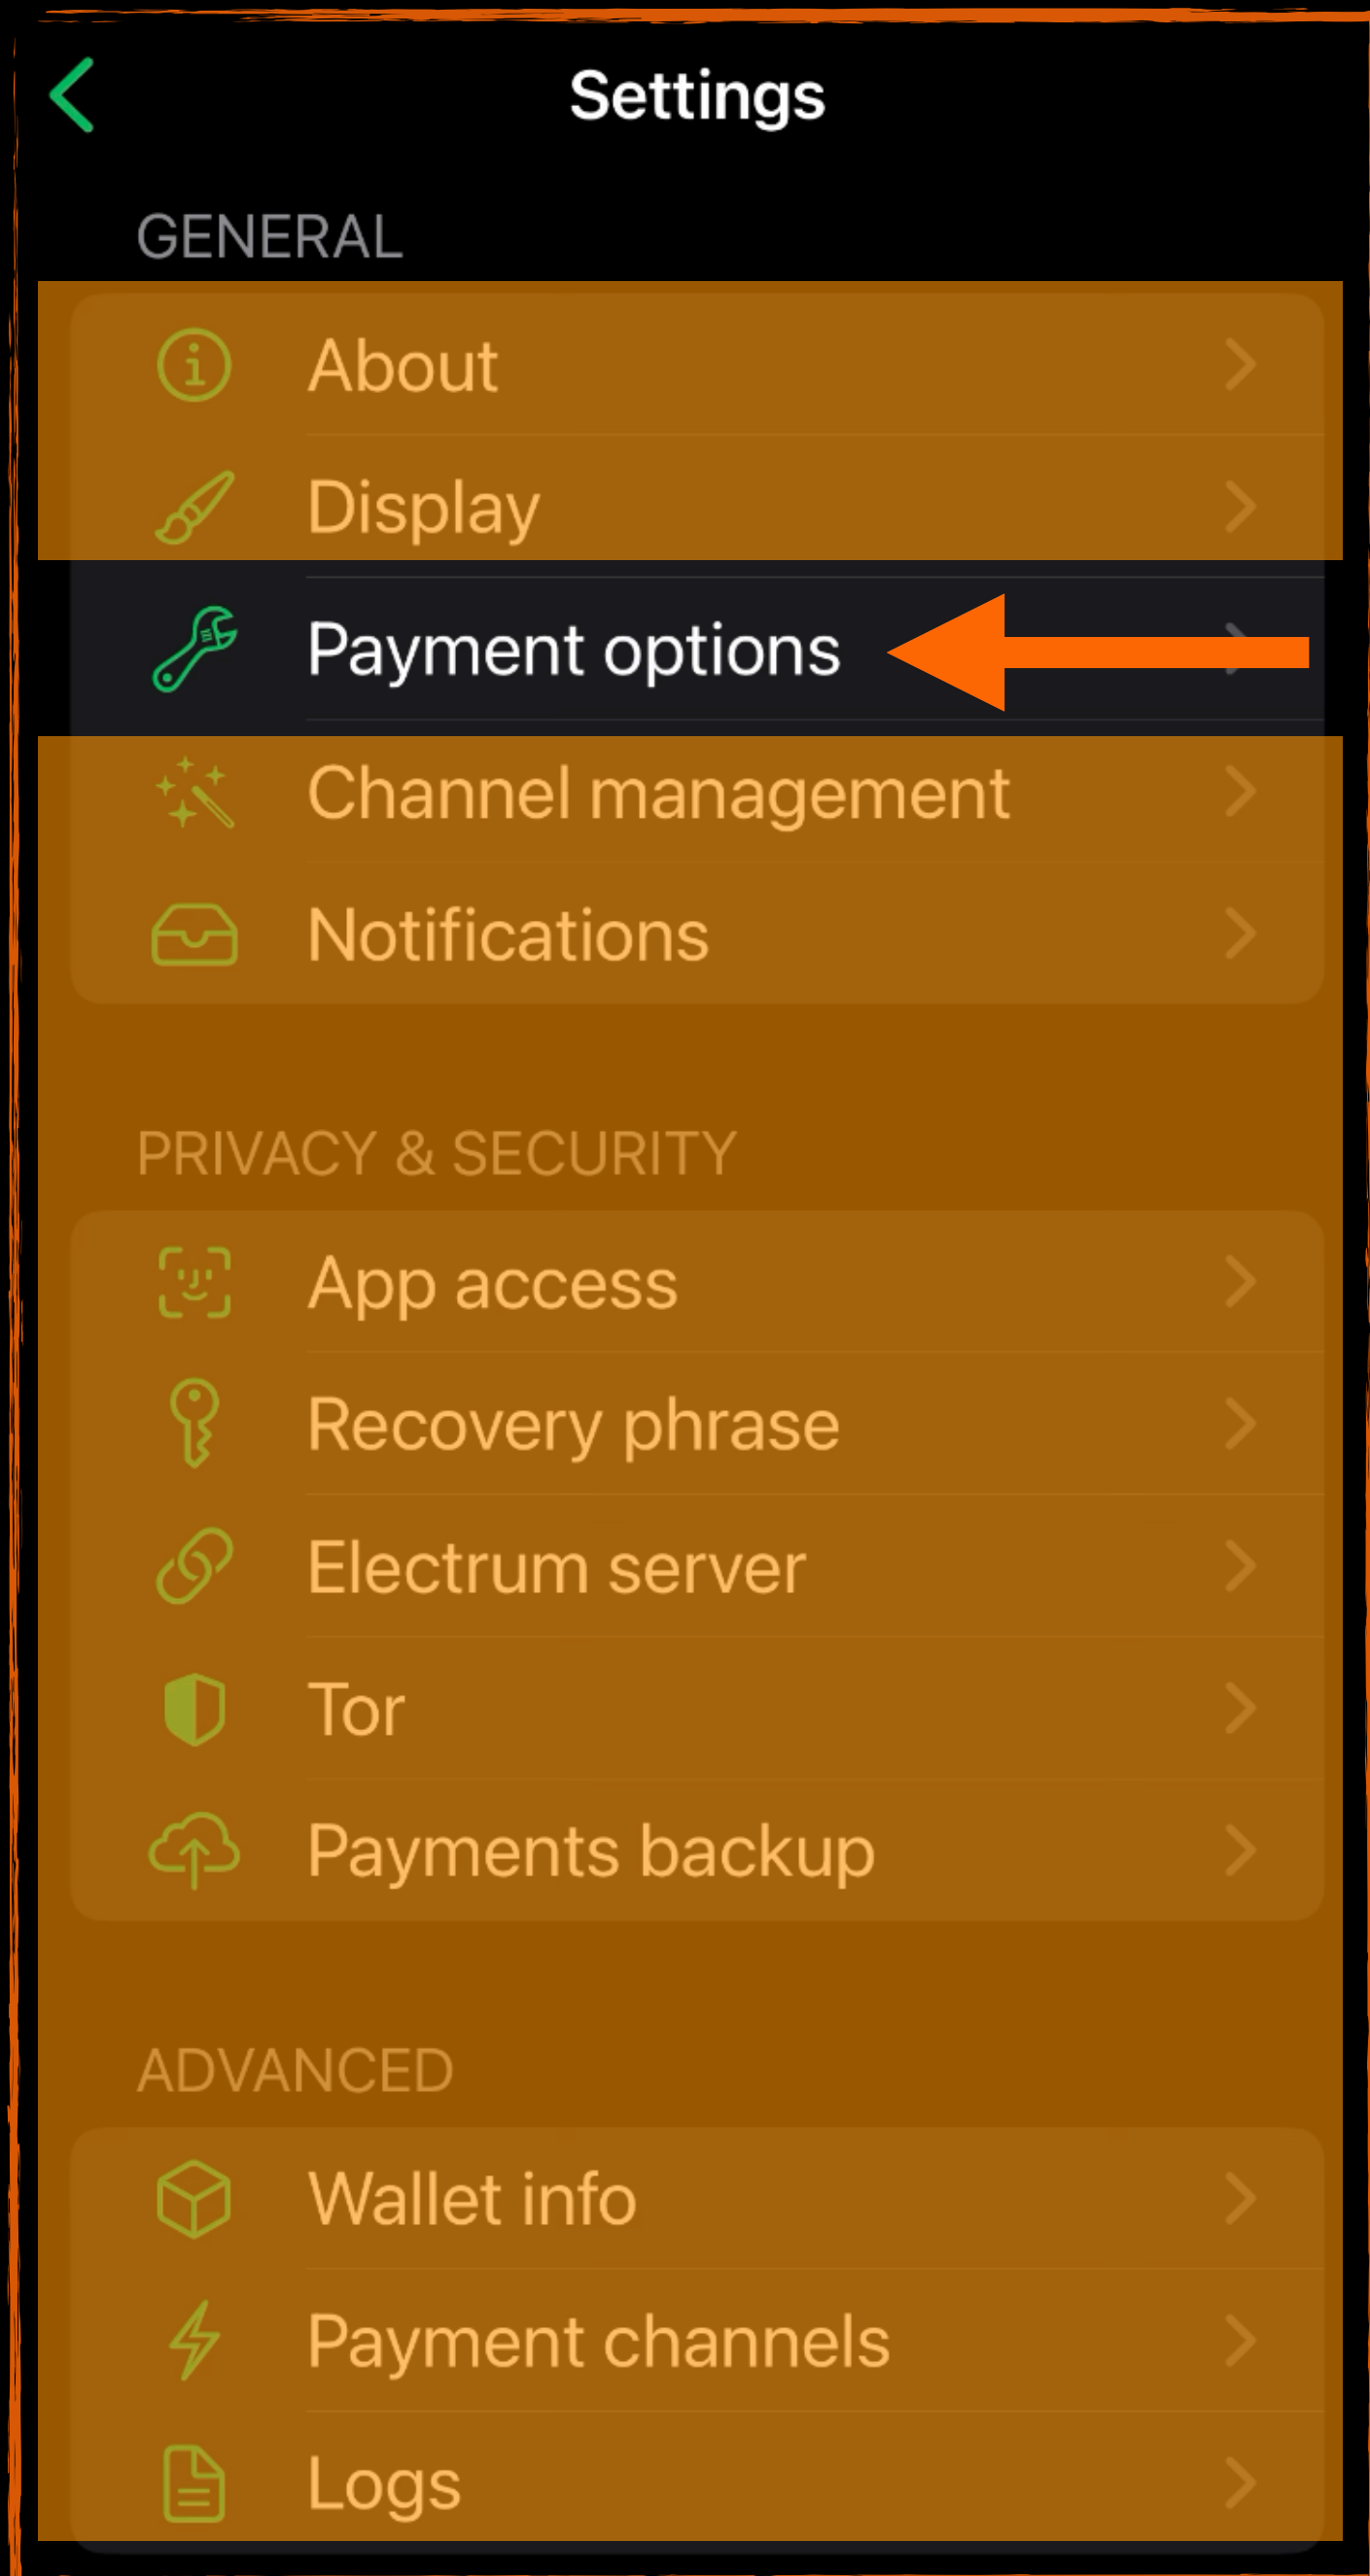 Settings
GENERAL
About
Display
Payment options
Channel management
Notifications
PRIVACY & SECURITY
App access
Recovery phrase
Electrum server
Tor
Payments backup
ADVANCED
Wallet info
Payment channels
Logs